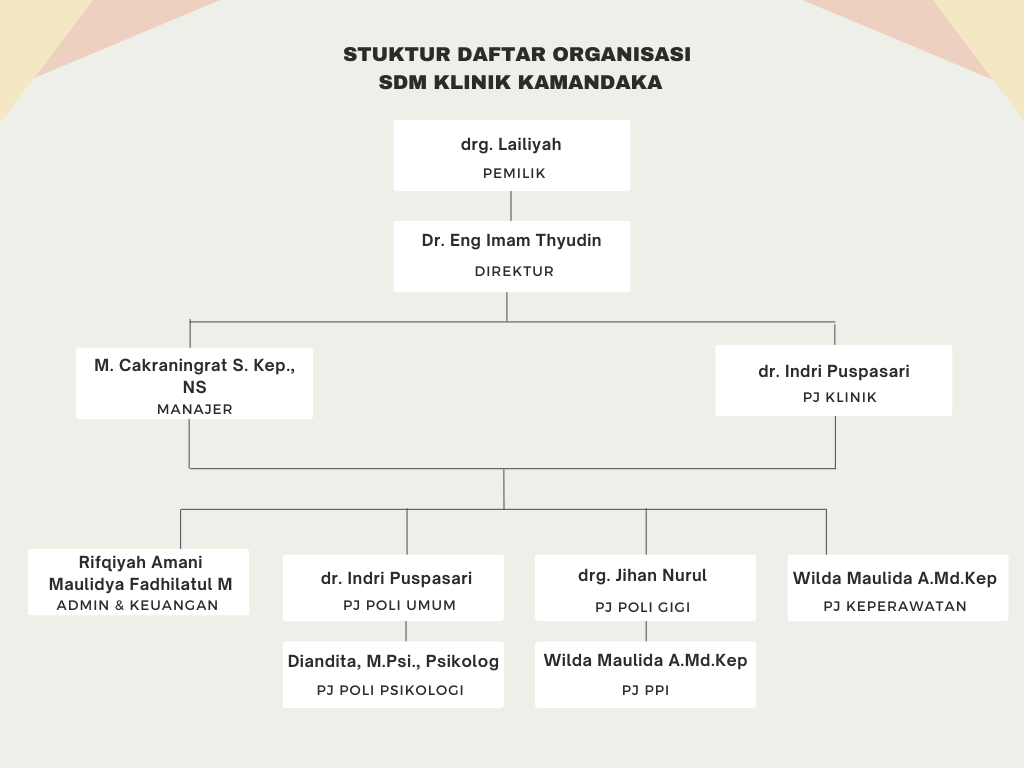 STUKTUR DAFTAR ORGANISASI
SDM KLINIK KAMANDAKA
drg. Lailiyah
PEMILIK
Dr. Eng Imam Thyudin
DIREKTUR
M. Cakraningrat S. Kep.,
NS
MANAJER
dr. Indri Puspasari
PJ KLINIK
Rifqiyah Amani
Maulidya Fadhilatul M
ADMIN & KEUANGAN
dr. Indri Puspasari
PJ POLI UMUM
drg. Jihan Nurul
PJ POLI GIGI
Wilda Maulida A.Md.Kep
PJ KEPERAWATAN
Diandita, M.Psi., Psikolog
PJ POLI PSIKOLOGI
Wilda Maulida A.Md.Kep
PJ PPI